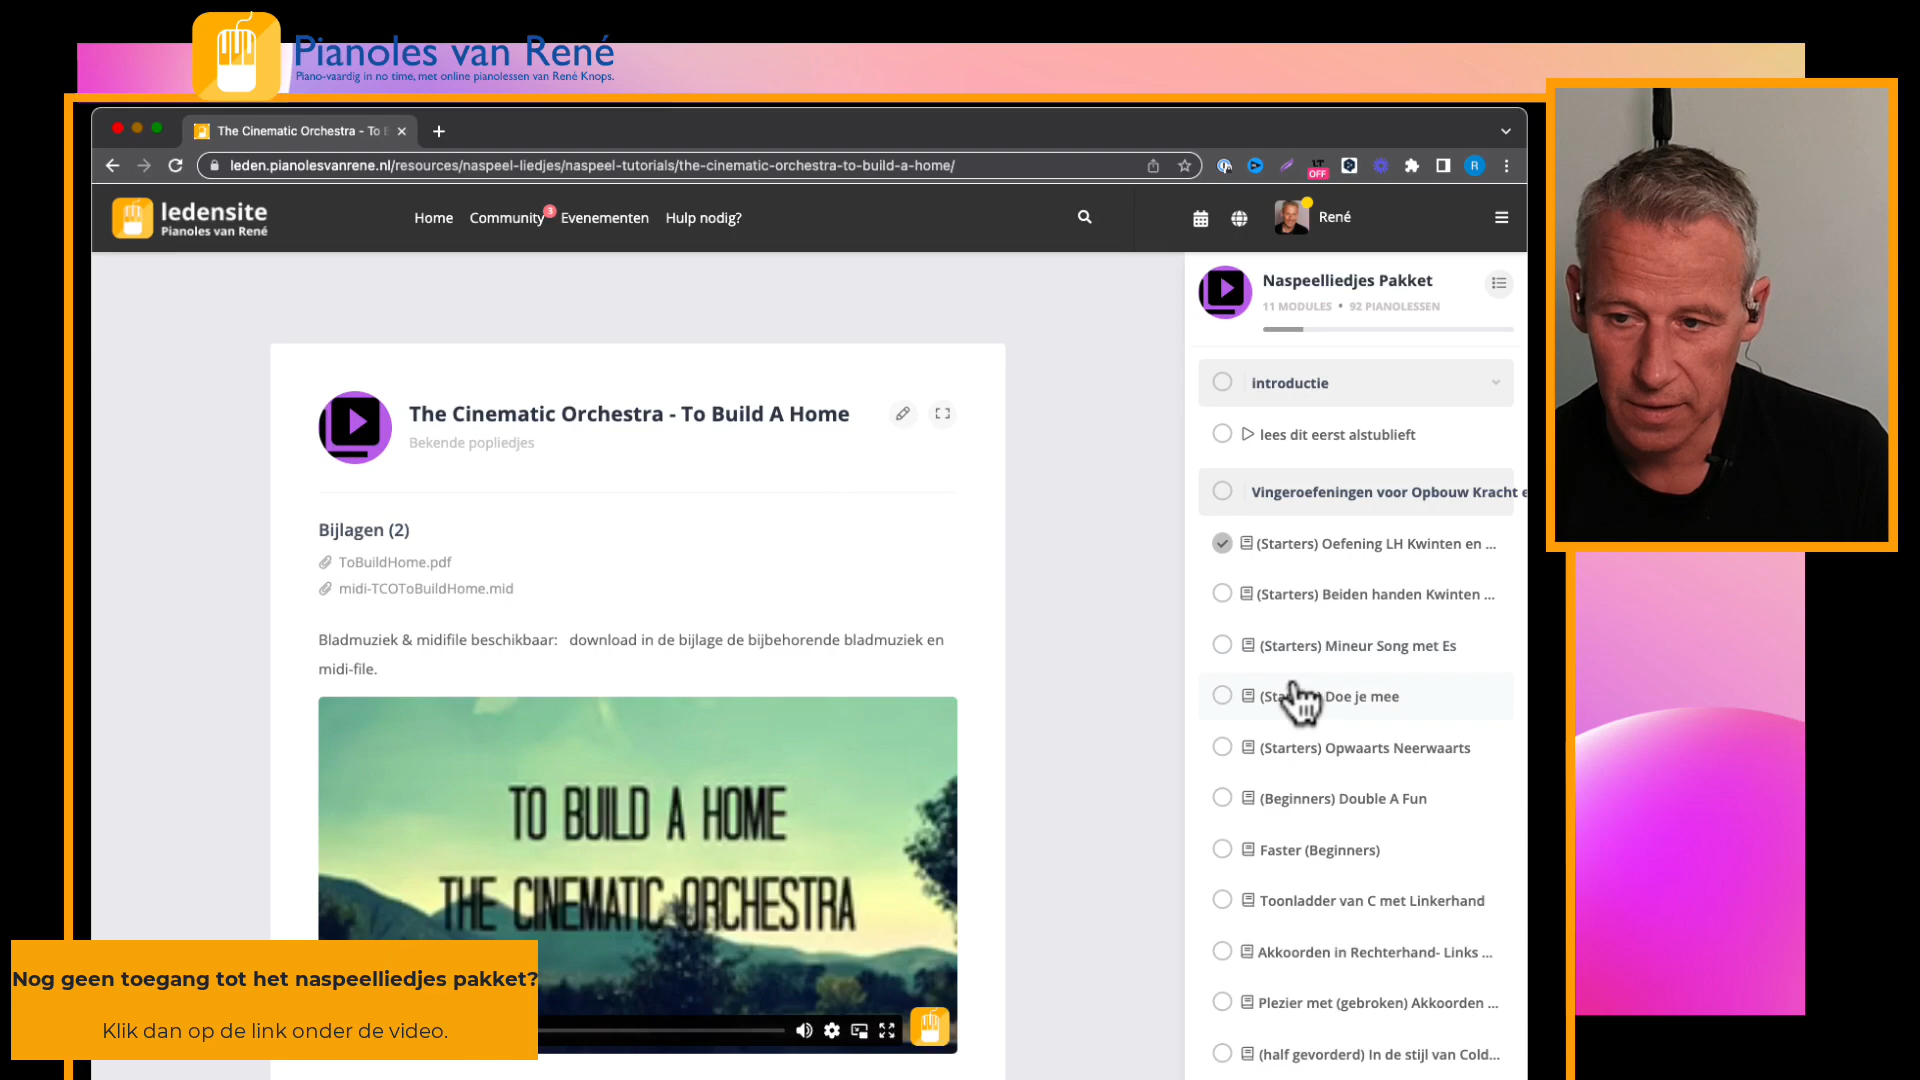 Pianoles van René
Piano-vaardig in no time, met online pianolessen van René Knops.
The Cinematic Orchestra - To
leden.pianolesvanrene.nl/resources/naspeel-liedjes/naspeel-tutorials/the-cinematic-orchestra-to-build-a-home/
LT
OFF
R
ledensite
Pianoles van René
Home
Community
3
Evenementen
Hulp nodig?
René
The Cinematic Orchestra - To Build A Home
Bekende popliedjes
Bijlagen (2)
ToBuildHome.pdf
midi-TCOToBuildHome.mid
Bladmuziek & midifile beschikbaar: download in de bijlage de bijbehorende bladmuziek en
midi-file.
TO BUILD A HOME
THE CINEMATIC ORCHESTRA
Naspeelliedjes Pakket
11 MODULES • 92 PIANOLESSEN
introductie
lees dit eerst alstublieft
Vingeroefeningen voor Opbouw Kracht e
(Starters) Oefening LH Kwinten en ...
(Starters) Beiden handen Kwinten ...
(Starters) Mineur Song met Es
Doe je mee
(Starters) Opwaarts Neerwaarts
(Beginners) Double A Fun
Faster (Beginners)
Toonladder van C met Linkerhand
Akkoorden in Rechterhand- Links ...
Plezier met (gebroken) Akkoorden ...
(half gevorderd) In de stijl van Cold...
Nog geen toegang tot het naspeelliedjes pakket?
Klik dan op de link onder de video.